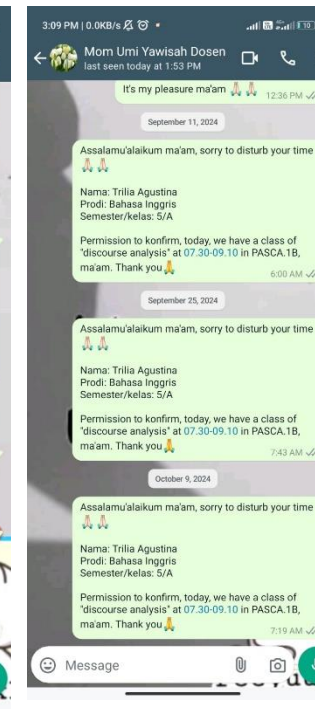 3:09 PM | 0.0KB/s
Mom Umi Yawisah Dosen
last seen today at 1:53 PM
It's my pleasure ma'am
12:36 PM
September 11, 2024
Assalamu'alaikum ma'am, sorry to disturb your time
Nama: Trilia Agustina
Prodi: Bahasa Inggris
Semester/kelas: 5/A
Permission to konfirm, today, we have a class of
"discourse analysis" at 07.30-09.10 in PASCA.1B,
ma'am. Thank you🙏
6:00 AM
September 25, 2024
Assalamu'alaikum ma'am, sorry to disturb your time
Nama: Trilia Agustina
Prodi: Bahasa Inggris
Semester/kelas: 5/A
Permission to konfirm, today, we have a class of
"discourse analysis" at 07.30-09.10 in PASCA.1B,
ma'am. Thank you🙏
7:43 AM
October 9, 2024
Assalamu'alaikum ma'am, sorry to disturb your time
Nama: Trilia Agustina
Prodi: Bahasa Inggris
Semester/kelas: 5/A
Permission to konfirm, today, we have a class of
"discourse analysis" at 07.30-09.10 in PASCA.1B,
ma'am. Thank you🙏
7:19 AM
Message